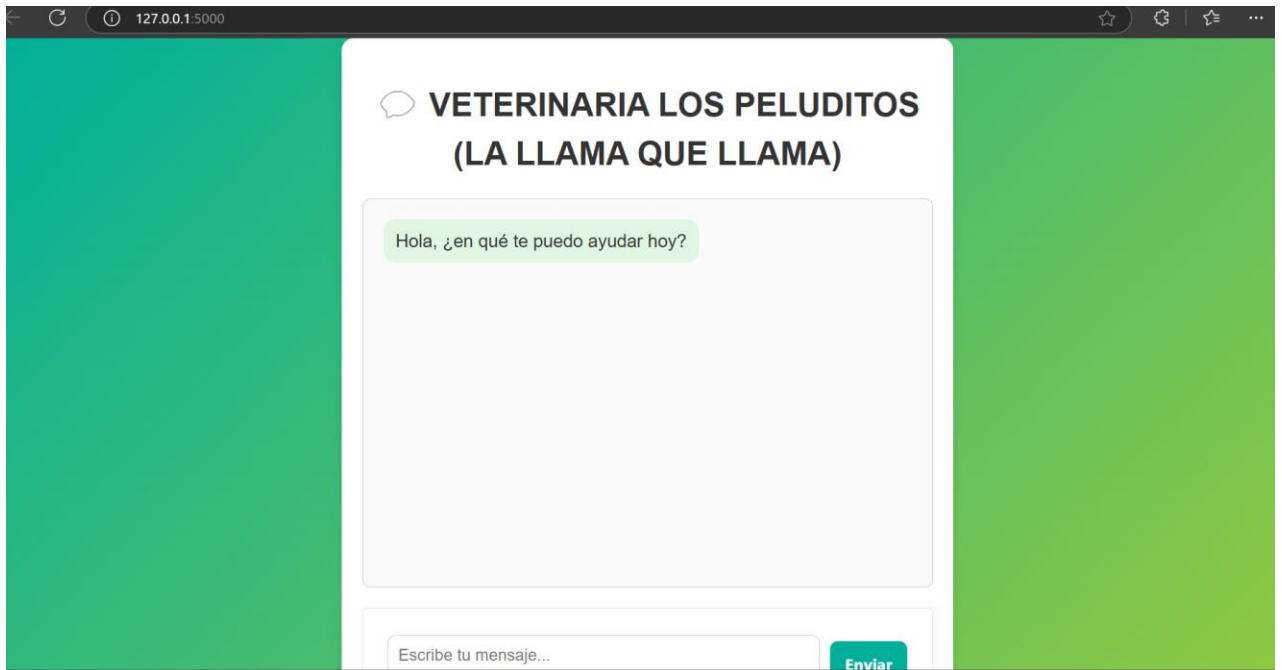 127.0.0.1:5000
VETERINARIA LOS PELUDITOS
(LA LLAMA QUE LLAMA)
Hola, ¿en qué te puedo ayudar hoy?
Escribe tu mensaje...
Enviar